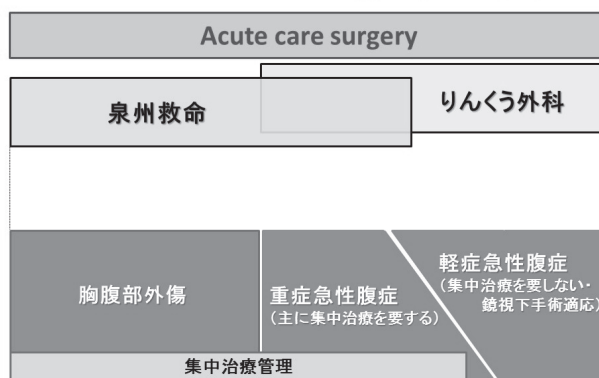 Acute care surgery
泉州救命
りんくう外科
胸腹部外傷
重症急性腹症
(主に集中治療を要する)
軽症急性腹症
(集中治療を要しない・
鏡視下手術適応)
集中治療管理